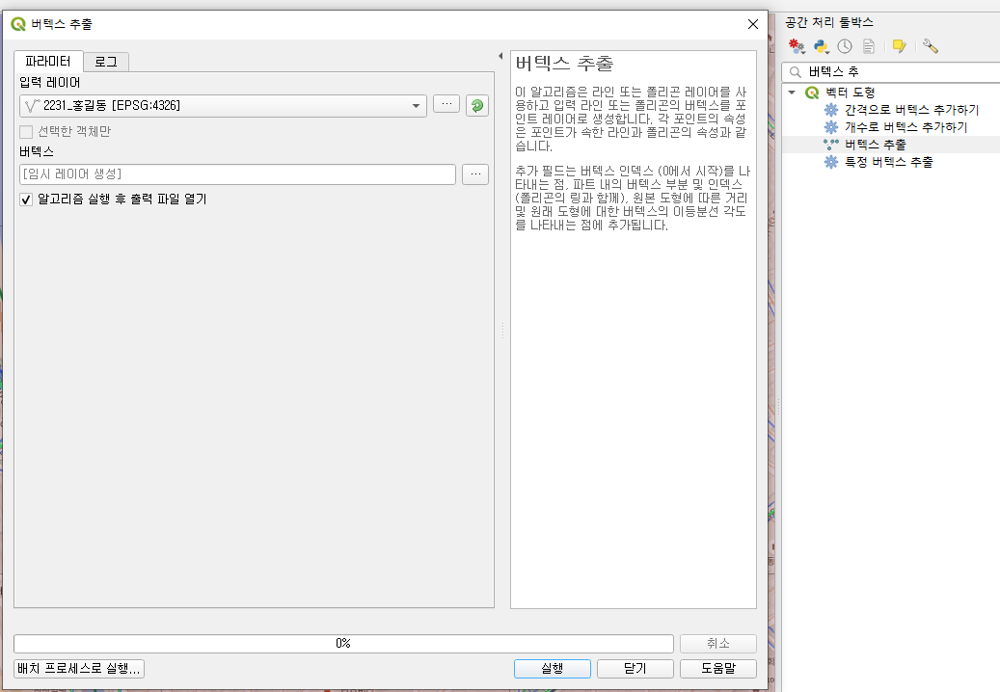 버텍스 추출
파라미터
로그
입력 레이어
2231_홍길동 [EPSG:4326]
...
선택한 객체만
버텍스
[임시 레이어 생성]
...
알고리즘 실행 후 출력 파일 열기
버텍스 추출
이 알고리즘은 라인 또는 폴리곤 레이어를 사
용하고 입력 라인 또는 폴리곤의 버텍스를 포
인트 레이어로 생성합니다. 각 포인트의 속성
은 포인트가 속한 라인과 폴리곤의 속성과 같
습니다.
추가 필드는 버텍스 인덱스 (0에서 시작)를 나
타내는 점, 파트 내의 버텍스 부분 및 인덱스
(폴리곤의 링과 함께), 원본 도형에 따른 거리
및 원래 도형에 대한 버텍스의 이등분선 각도
를 나타내는 점에 추가됩니다.
0%
취소
배치 프로세스로 실행...
실행
닫기
도움말
공간 처리 툴박스
버텍스 추
벡터 도형
간격으로 버텍스 추가하기
개수로 버텍스 추가하기
버텍스 추출
특정 버텍스 추출